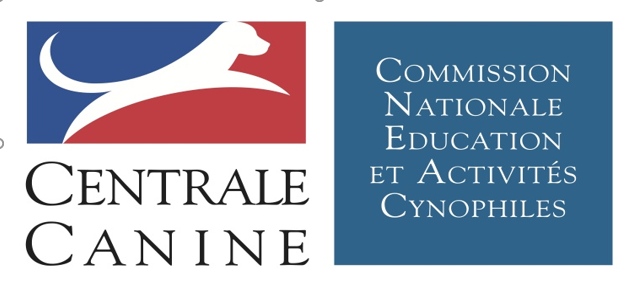 CENTRALE
CANINE
COMMISSION
NATIONALE
EDUCATION
ET ACTIVITÉS
CYNOPHILES